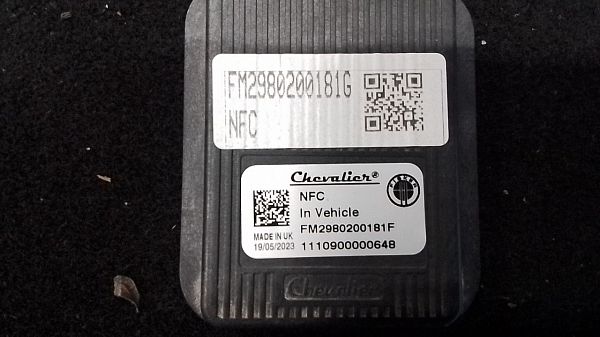 FM2980200181G
NFC
Chevalier®
NFC
In Vehicle
FM2980200181F
MADE IN UK
19/05/2023
1110900000648
Chevalier